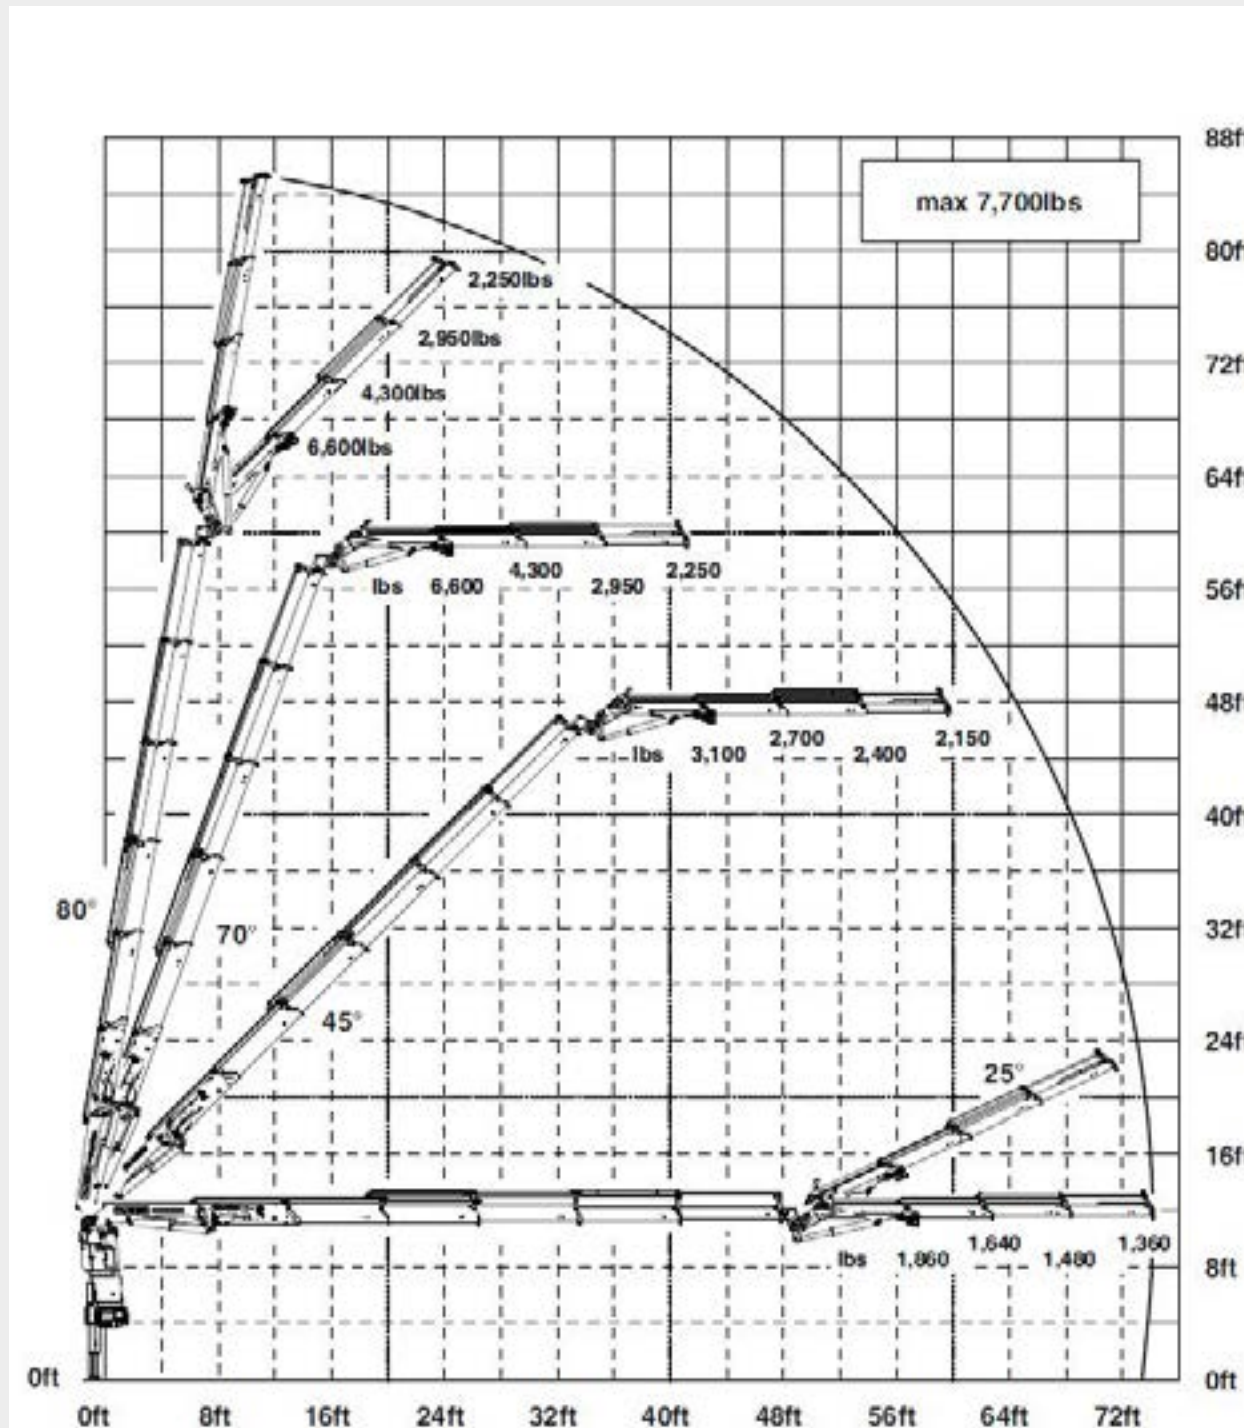 88ft
max 7,700lbs
80ft
2,250lbs
2,950lbs
72ft
4,300lbs
6,600lbs
64ft
lbs 6,600 4,300 2,950 2,250
56ft
48ft
lbs 3,100 2,700 2,400 2,150
40ft
80°
70°
32ft
45°
24ft
25°
16ft
lbs 1,860 1,640 1,480 1,360
8ft
0ft 0ft
0ft 8ft 16ft 24ft 32ft 40ft 48ft 56ft 64ft 72ft